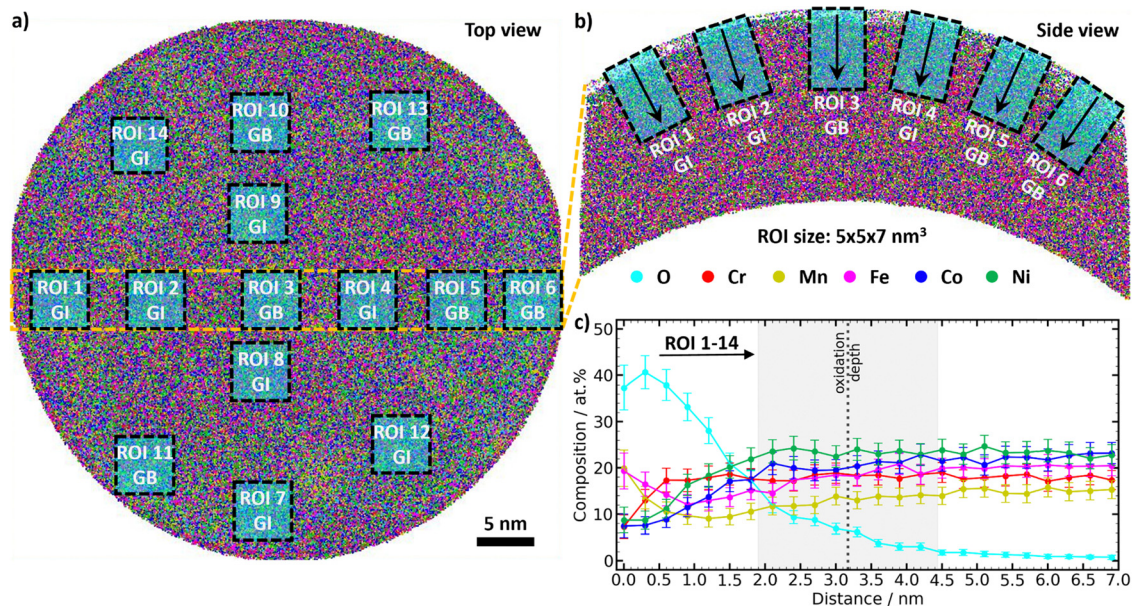 a)
Top view
ROI 14
GI
ROI 10
GB
ROI 13
GB
ROI 9
GI
ROI 1
GI
ROI 2
GI
ROI 3
GB
ROI 4
GI
ROI 5
GB
ROI 6
GB
ROI 8
GI
ROI 11
GB
ROI 12
GI
ROI 7
GI
5 nm
b)
Side view
ROI 1
GI
ROI 2
GI
ROI 3
GB
ROI 4
GI
ROI 5
GB
ROI 6
GB
ROI size: 5x5x7 nm³
O Cr Mn Fe Co Ni
c)
ROI 1-14
oxidation
depth
Composition / at.%
50
40
30
20
10
0
0.0 0.5 1.0 1.5 2.0 2.5 3.0 3.5 4.0 4.5 5.0 5.5 6.0 6.5 7.0
Distance / nm